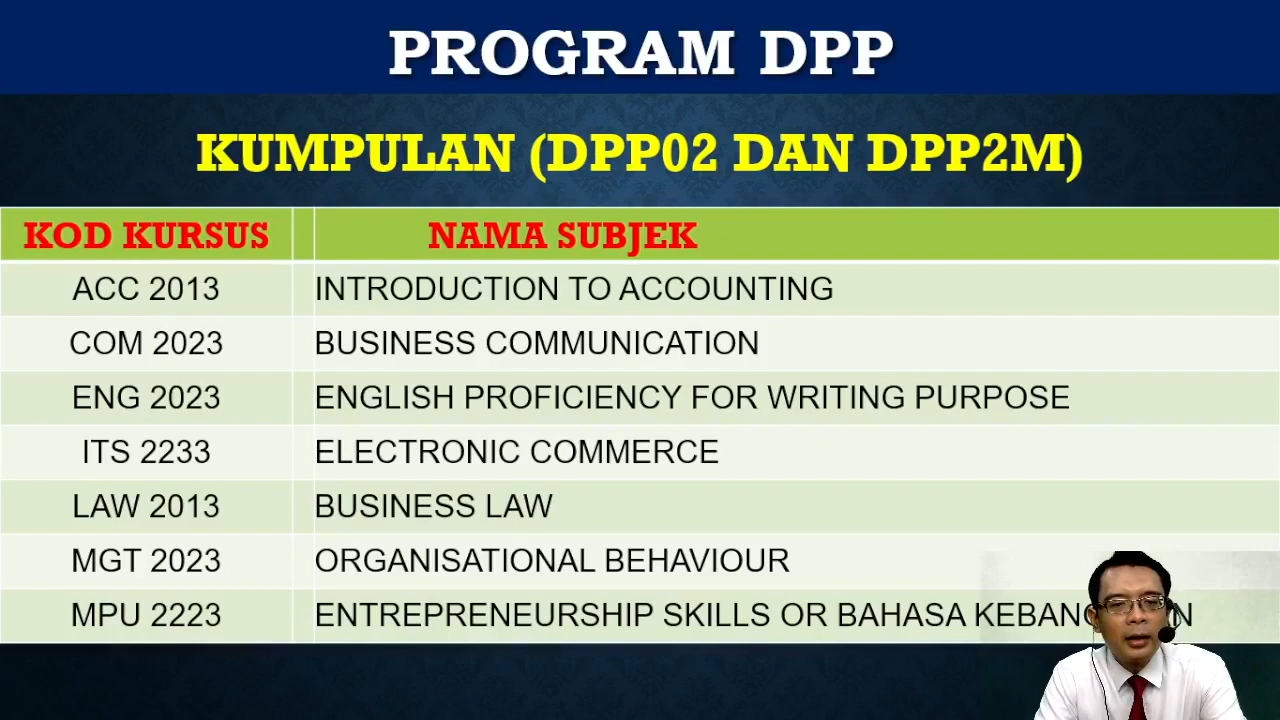 PROGRAM DPP
KUMPULAN (DPP02 DAN DPP2M)
KOD KURSUS NAMA SUBJEK
ACC 2013 INTRODUCTION TO ACCOUNTING
COM 2023 BUSINESS COMMUNICATION
ENG 2023 ENGLISH PROFICIENCY FOR WRITING PURPOSE
ITS 2233 ELECTRONIC COMMERCE
LAW 2013 BUSINESS LAW
MGT 2023 ORGANISATIONAL BEHAVIOUR
MPU 2223 ENTREPRENEURSHIP SKILLS OR BAHASA